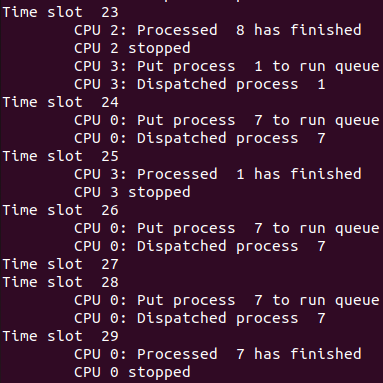 Time slot  23
        CPU 2: Processed  8 has finished
        CPU 2 stopped
        CPU 3: Put process  1 to run queue
        CPU 3: Dispatched process  1
Time slot  24
        CPU 0: Put process  7 to run queue
        CPU 0: Dispatched process  7
Time slot  25
        CPU 3: Processed  1 has finished
        CPU 3 stopped
Time slot  26
        CPU 0: Put process  7 to run queue
        CPU 0: Dispatched process  7
Time slot  27
Time slot  28
        CPU 0: Put process  7 to run queue
        CPU 0: Dispatched process  7
Time slot  29
        CPU 0: Processed  7 has finished
        CPU 0 stopped